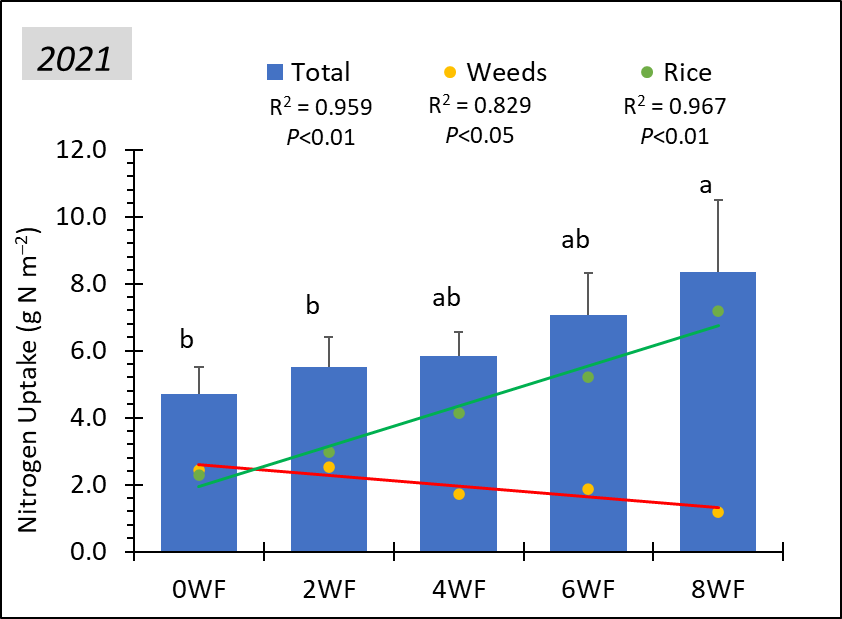 2021
Total Weeds Rice
R² = 0.959 R² = 0.829 R² = 0.967
P<0.01 P<0.05 P<0.01
Nitrogen Uptake (g N m⁻²)
12.0
10.0
8.0
6.0
4.0
2.0
0.0
b b ab ab a
0WF 2WF 4WF 6WF 8WF